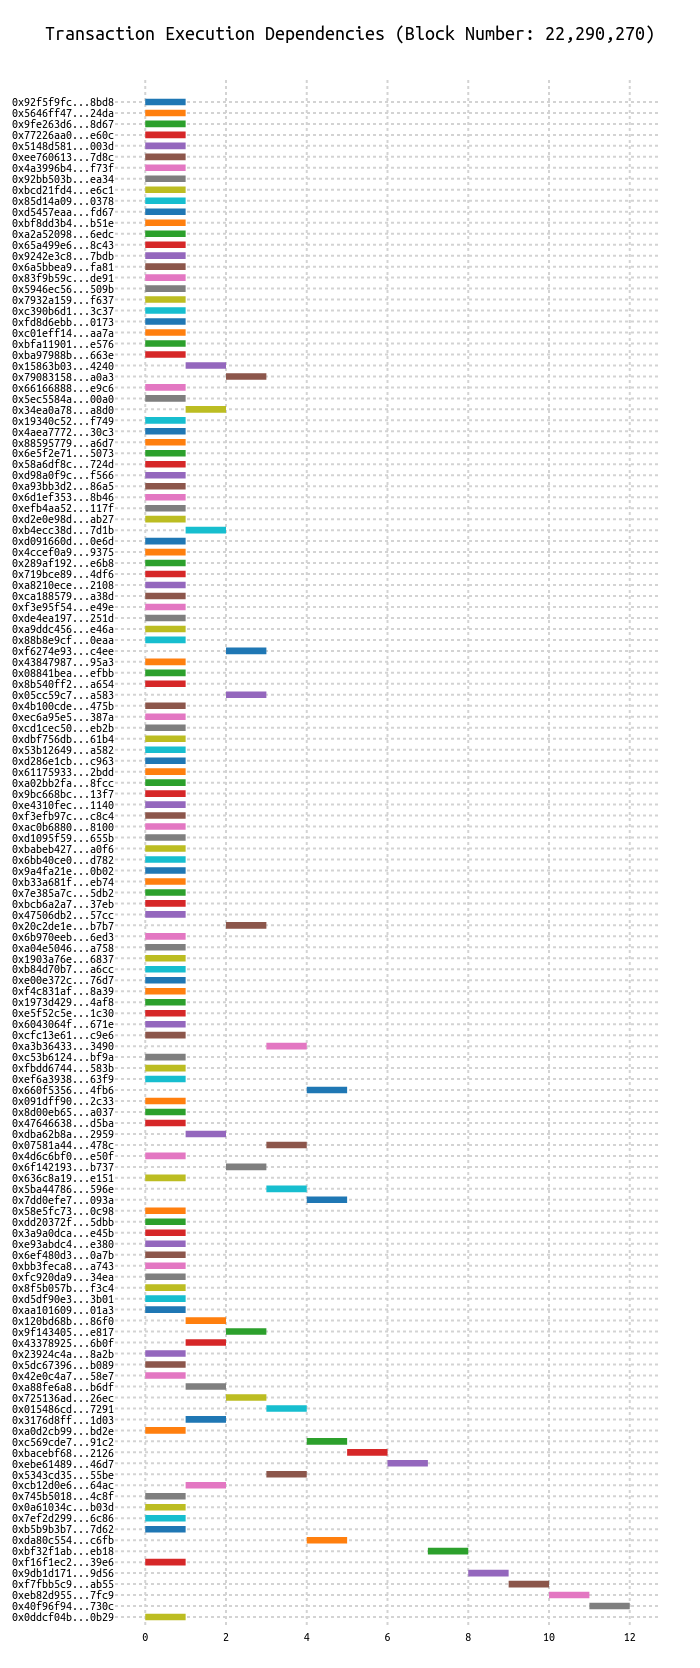 Transaction Execution Dependencies (Block Number: 22,290,270)
0x92f5f9fc...8bd8
0x5646ff47...24da
0x9fe263d6...8d67
0x77226aa0...e60c
0x5148d581...003d
0xee760613...7d8c
0x4a3996b4...f73f
0x92bb503b...ea34
0xbcd21fd4...e6c1
0x85d14a09...0378
0xd5457eaa...fd67
0xbf8dd3b4...b51e
0xa2a52098...6edc
0x65a499e6...8c43
0x9242e3c8...7bdb
0x6a5bbea9...fa81
0x83f9b59c...de91
0x5946ec56...509b
0x7932a159...f637
0xc390b6d1...3c37
0xfd8d6ebb...0173
0xc01eff14...aa7a
0xbfa11901...e576
0xba97988b...663e
0x15863b03...4240
0x79083158...a0a3
0x66166888...e9c6
0x5ec5584a...00a0
0x34ea0a78...a8d0
0x19340c52...f749
0x4aea7772...30c3
0x88595779...a6d7
0x6e5f2e71...5073
0x58a6df8c...724d
0xd98a0f9c...f566
0xa93bb3d2...86a5
0x6d1ef353...8b46
0xefb4aa52...117f
0xd2e0e98d...ab27
0xb4ecc38d...7d1b
0xd091660d...0e6d
0x4ccef0a9...9375
0x289af192...e6b8
0x719bce89...4df6
0xa8210ece...2108
0xca188579...a38d
0xf3e95f54...e49e
0xde4ea197...251d
0xa9ddc456...e46a
0x88b8e9cf...0eaa
0xf6274e93...c4ee
0x43847987...95a3
0x08841bea...efbb
0x8b540ff2...a654
0x05cc59c7...a583
0x4b100cde...475b
0xec6a95e5...387a
0xcd1cec50...eb2b
0xdbf756db...61b4
0x53b12649...a582
0xd286e1cb...c963
0x61175933...2bdd
0xa02bb2fa...8fcc
0x9bc668bc...13f7
0xe4310fec...1140
0xf3efb97c...c8c4
0xac0b6880...8100
0xd1095f59...655b
0xbabeb427...a0f6
0x6bb40ce0...d782
0x9a4fa21e...0b02
0xb33a681f...eb74
0x7e385a7c...5db2
0xbcb6a2a7...37eb
0x47506db2...57cc
0x20c2de1e...b7b7
0x6b970eeb...6ed3
0xa04e5046...a758
0x1903a76e...6837
0xb84d70b7...a6cc
0xe00e372c...76d7
0xf4c831af...8a39
0x1973d429...4af8
0xe5f52c5e...1c30
0x6043064f...671e
0xcfc13e61...c9e6
0xa3b36433...3490
0xc53b6124...bf9a
0xfbdd6744...583b
0xef6a3938...63f9
0x660f5356...4fb6
0x091dff90...2c33
0x8d00eb65...a037
0x47646638...d5ba
0xdba62b8a...2959
0x07581a44...478c
0x4d6c6bf0...e50f
0x6f142193...b737
0x636c8a19...e151
0x5ba44786...596e
0x7dd0efe7...093a
0x58e5fc73...0c98
0xdd20372f...5dbb
0x3a9a0dca...e45b
0xe93abdc4...e380
0x6ef480d3...0a7b
0xbb3feca8...a743
0xfc920da9...34ea
0x8f5b057b...f3c4
0xd5df90e3...3b01
0xaa101609...01a3
0x120bd68b...86f0
0x9f143405...e817
0x43378925...6b0f
0x23924c4a...8a2b
0x5dc67396...b089
0x42e0c4a7...58e7
0xa88fe6a8...b6df
0x725136ad...26ec
0x015486cd...7291
0x3176d8ff...1d03
0xa0d2cb99...bd2e
0xc569cde7...91c2
0xbacebf68...2126
0xebe61489...46d7
0x5343cd35...55be
0xcb12d0e6...64ac
0x745b5018...4c8f
0x0a61034c...b03d
0x7ef2d299...6c86
0xb5b9b3b7...7d62
0xda80c554...c6fb
0xbf32f1ab...eb18
0xf16f1ec2...39e6
0x9db1d171...9d56
0xf7fbb5c9...ab55
0xeb82d955...7fc9
0x40f96f94...730c
0x0ddcf04b...0b29
0 2 4 6 8 10 12